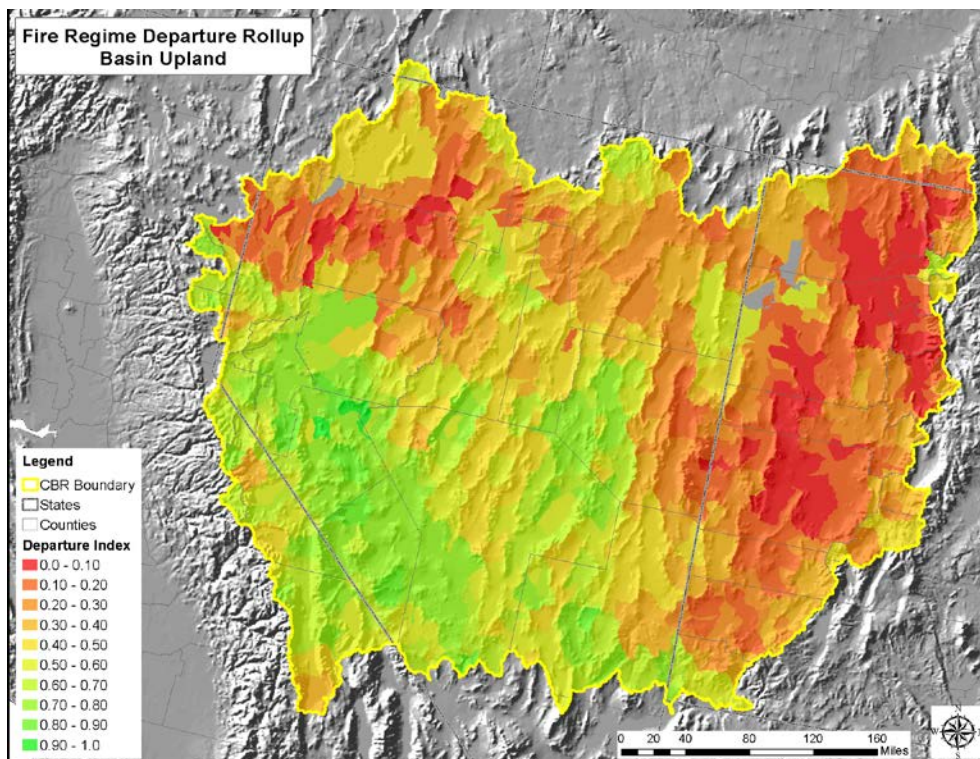 Fire Regime Departure Rollup
Basin Upland
Legend
CBR Boundary
States
Counties
Departure Index
0.0 - 0.10
0.10 - 0.20
0.20 - 0.30
0.30 - 0.40
0.40 - 0.50
0.50 - 0.60
0.60 - 0.70
0.70 - 0.80
0.80 - 0.90
0.90 - 1.0
0 20 40 80 120 160
Miles
N
W E
S